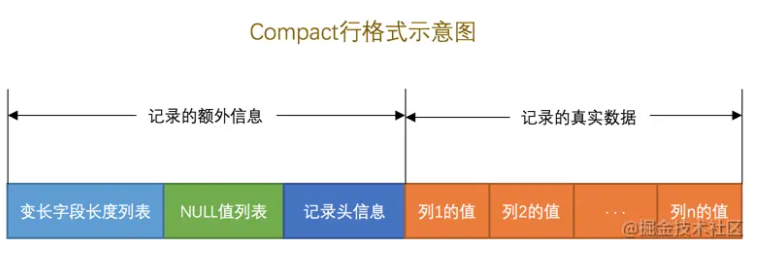 Compact行格式示意图
记录的额外信息 记录的真实数据
变长字段长度列表 NULL值列表 记录头信息 列1的值 列2的值 ... 列n的值
@掘金技术社区